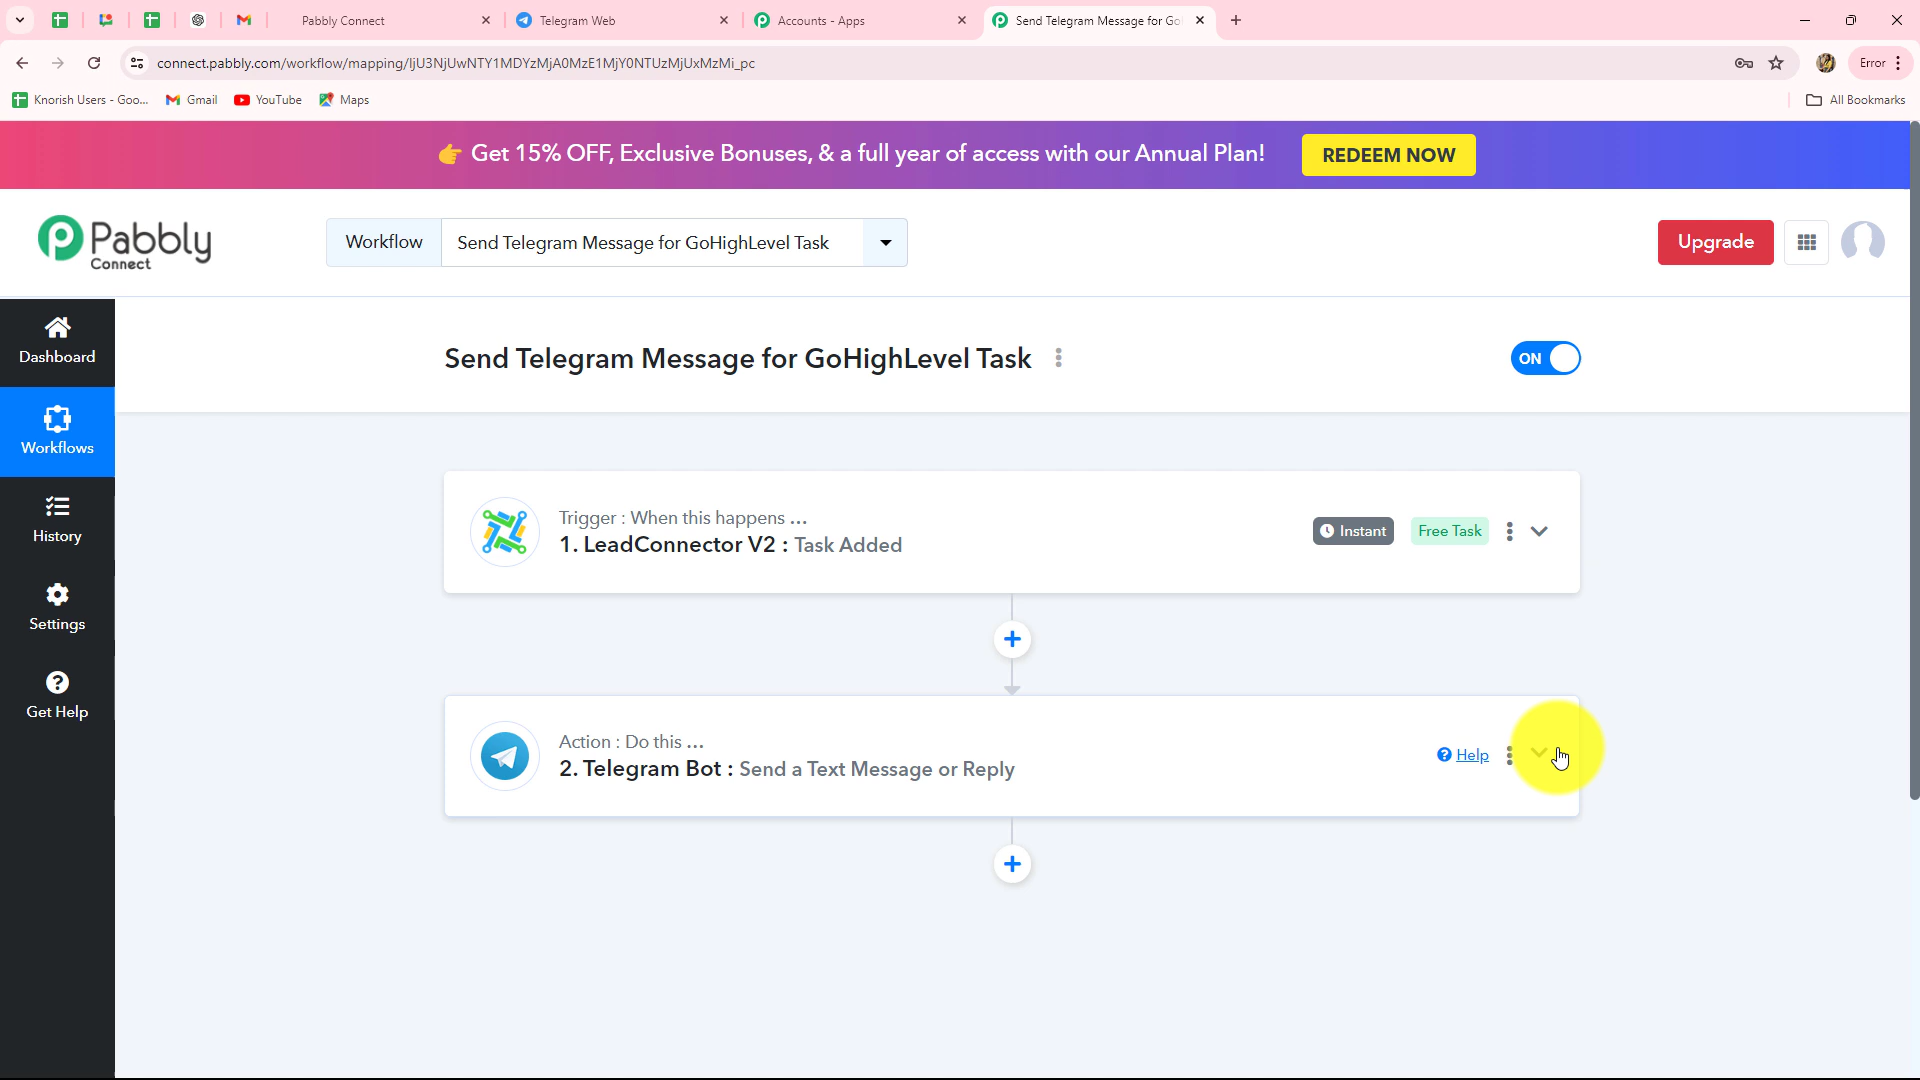 Pabbly Connect
Telegram Web
Accounts - Apps
Send Telegram Message for Go
connect.pabbly.com/workflow/mapping/IjU3NjUwNTY1MDYzMjA0MzE1MjY0NTUzMjUxMzMi_pc
Error
Knorish Users - Goo...
Gmail
YouTube
Maps
All Bookmarks
👉 Get 15% OFF, Exclusive Bonuses, & a full year of access with our Annual Plan!
REDEEM NOW
Pabbly
Connect
Workflow
Send Telegram Message for GoHighLevel Task
Upgrade
Dashboard
Workflows
History
Settings
Get Help
Send Telegram Message for GoHighLevel Task
ON
Trigger : When this happens ...
1. LeadConnector V2 : Task Added
Instant
Free Task
Action : Do this ...
2. Telegram Bot : Send a Text Message or Reply
Help